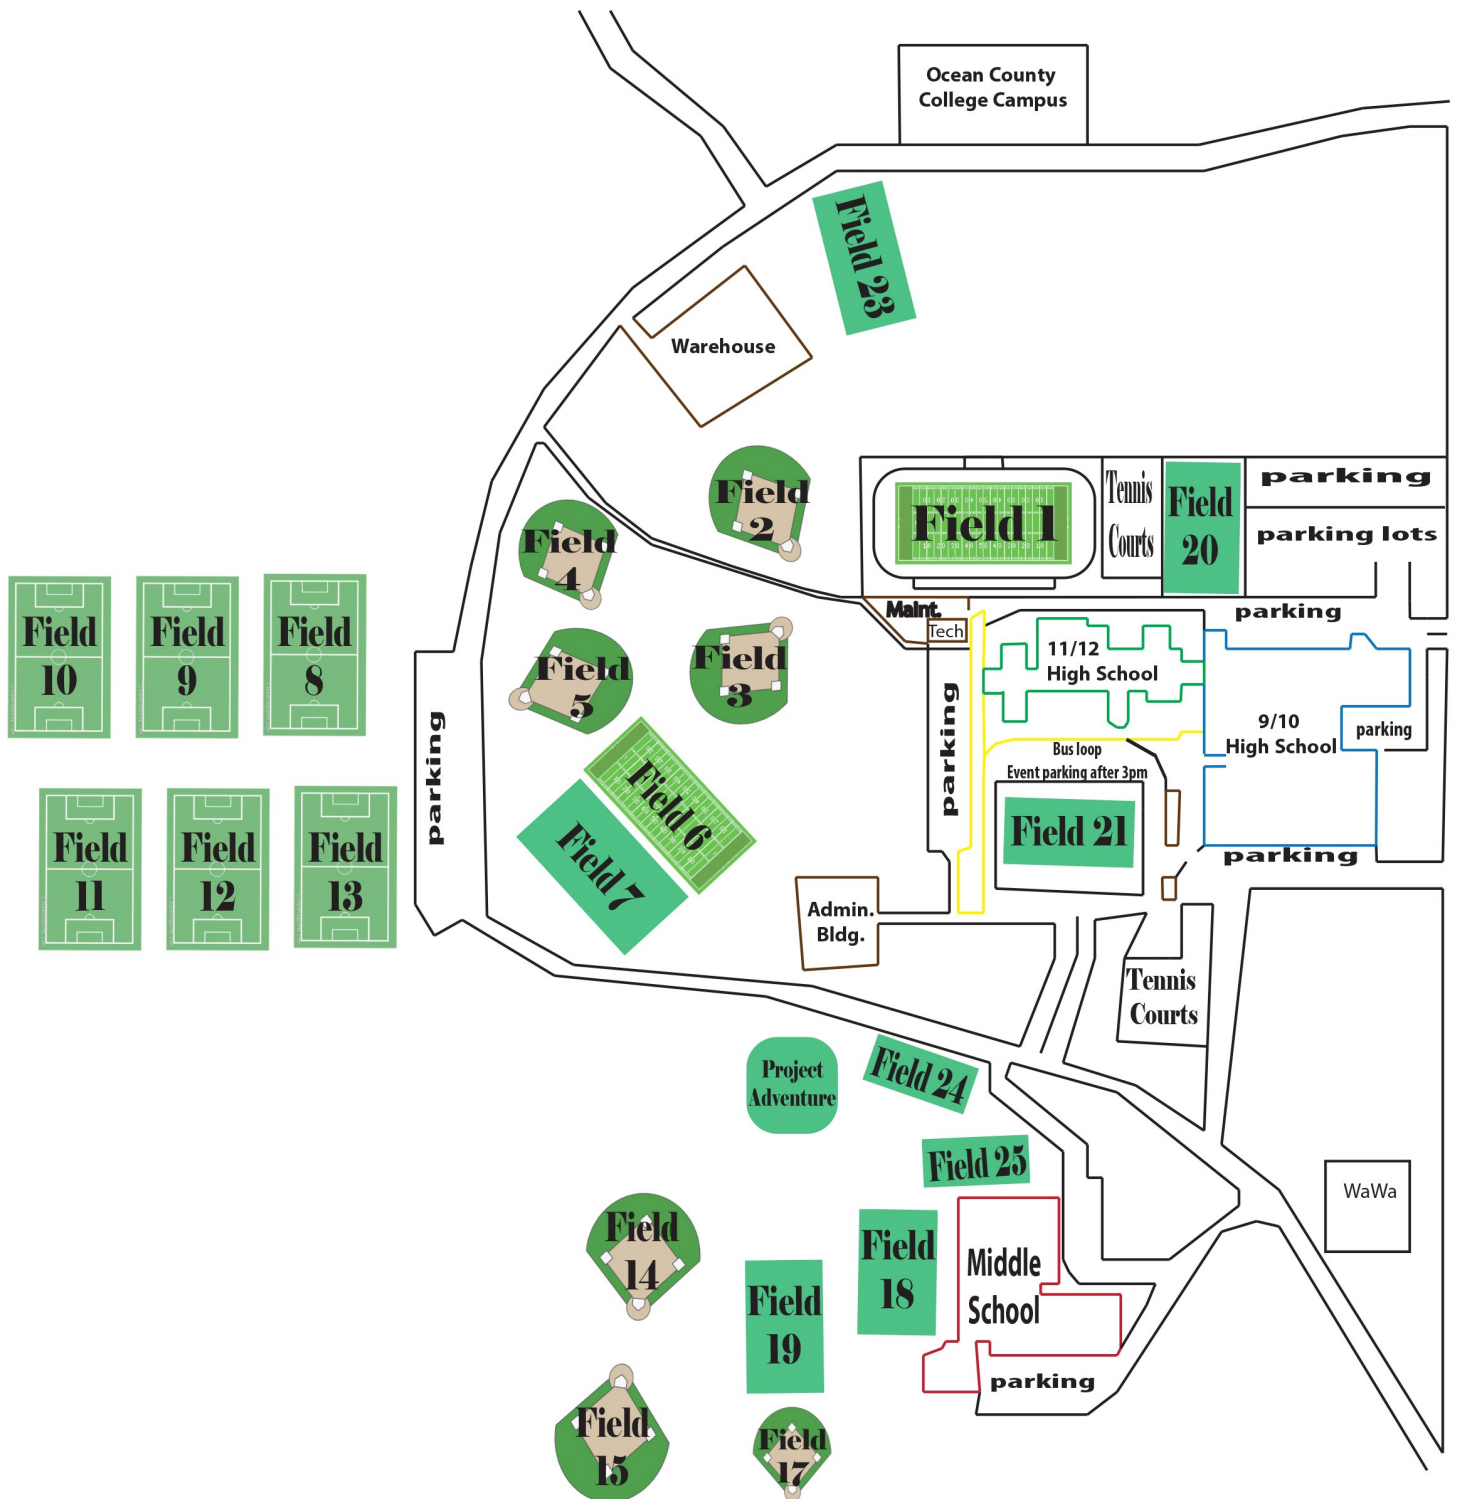 Ocean County
College Campus
Field 23
Warehouse
Field
2
Field
4
Field 1
Tennis
Courts
Field
20
parking
parking lots
parking
Maint.
Tech
11/12
High School
9/10
High School
parking
Field
10
Field
9
Field
8
Field
5
Field
3
parking
parking
Bus loop
Event parking after 3pm
Field 6
Field 7
Field 21
parking
Field
11
Field
12
Field
13
Admin.
Bldg.
Tennis
Courts
Project
Adventure
Field 24
Field 25
WaWa
Field
14
Field
18
Middle
School
Field
19
parking
Field
15
Field
17